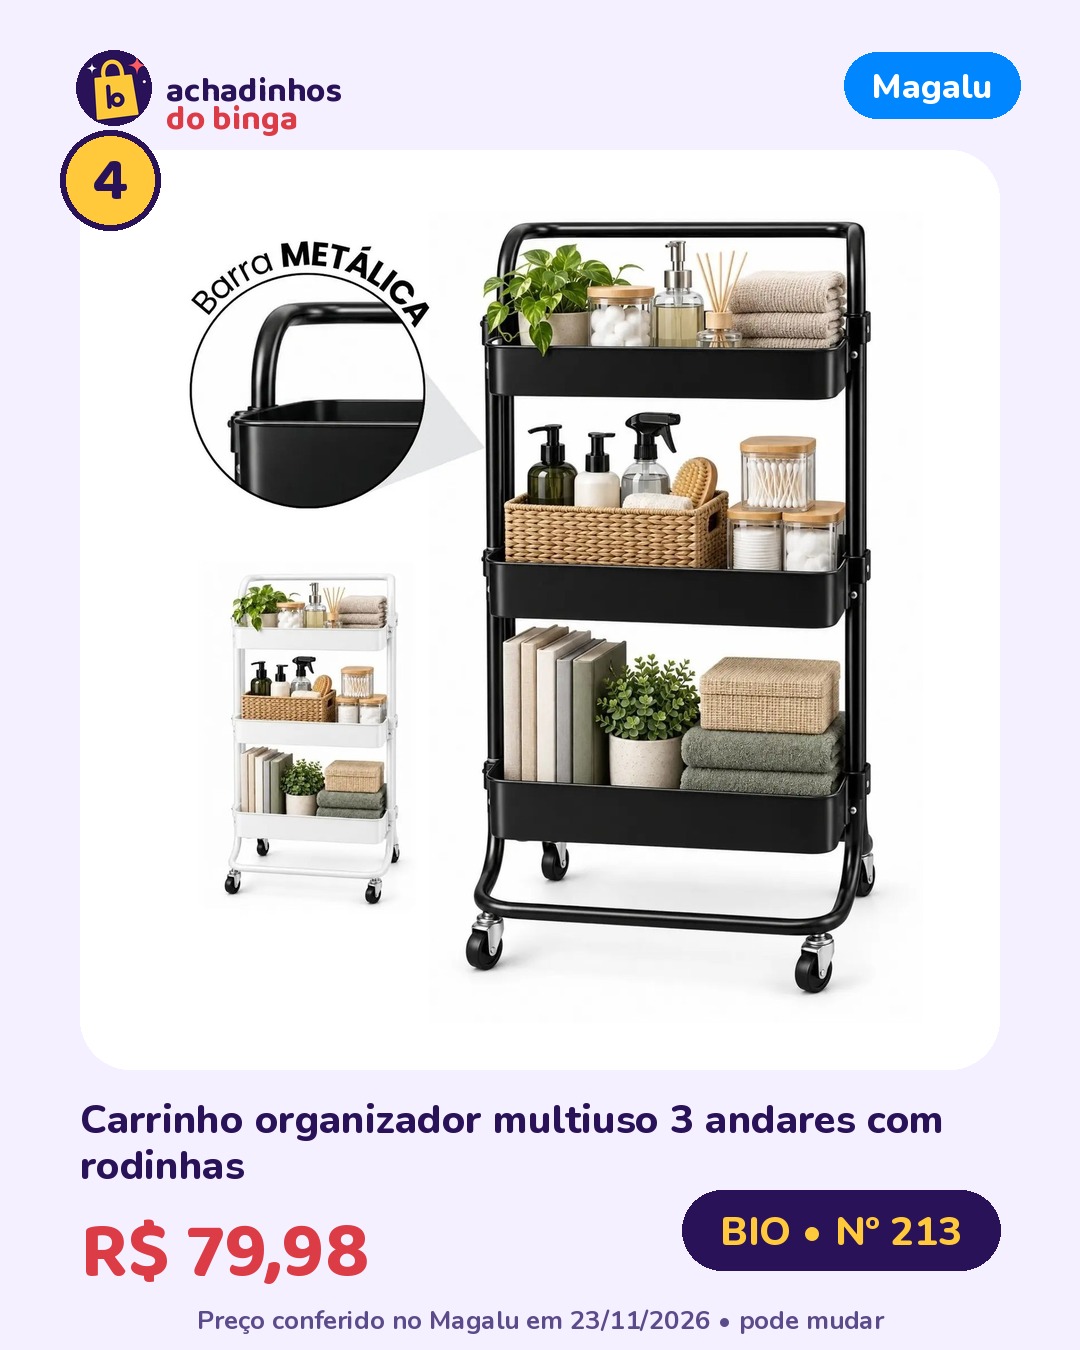 achadinhos
do binga
b
Magalu
4
Barra METÁLICA
Carrinho organizador multiuso 3 andares com
rodinhas
R$ 79,98
BIO • Nº 213
Preço conferido no Magalu em 23/11/2026 • pode mudar